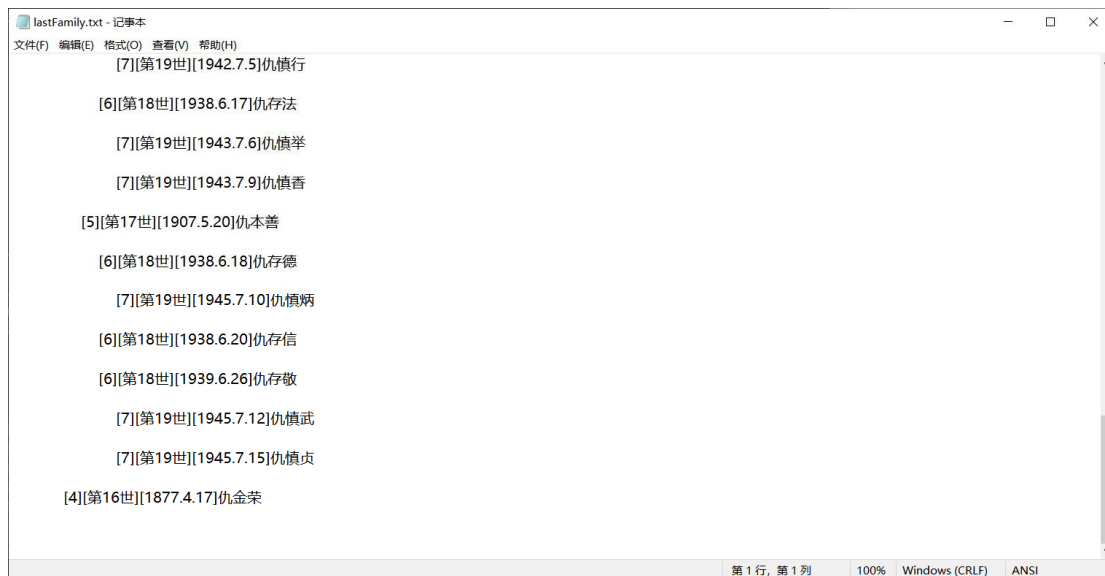 lastFamily.txt - 记事本
文件(F) 编辑(E) 格式(O) 查看(V) 帮助(H)
[7][第19世][1942.7.5]仇慎行
[6][第18世][1938.6.17]仇存法
[7][第19世][1943.7.6]仇慎举
[7][第19世][1943.7.9]仇慎香
[5][第17世][1907.5.20]仇本善
[6][第18世][1938.6.18]仇存德
[7][第19世][1945.7.10]仇慎炳
[6][第18世][1938.6.20]仇存信
[6][第18世][1939.6.26]仇存敬
[7][第19世][1945.7.12]仇慎武
[7][第19世][1945.7.15]仇慎贞
[4][第16世][1877.4.17]仇金荣
第 1 行，第 1 列 100% Windows (CRLF) ANSI